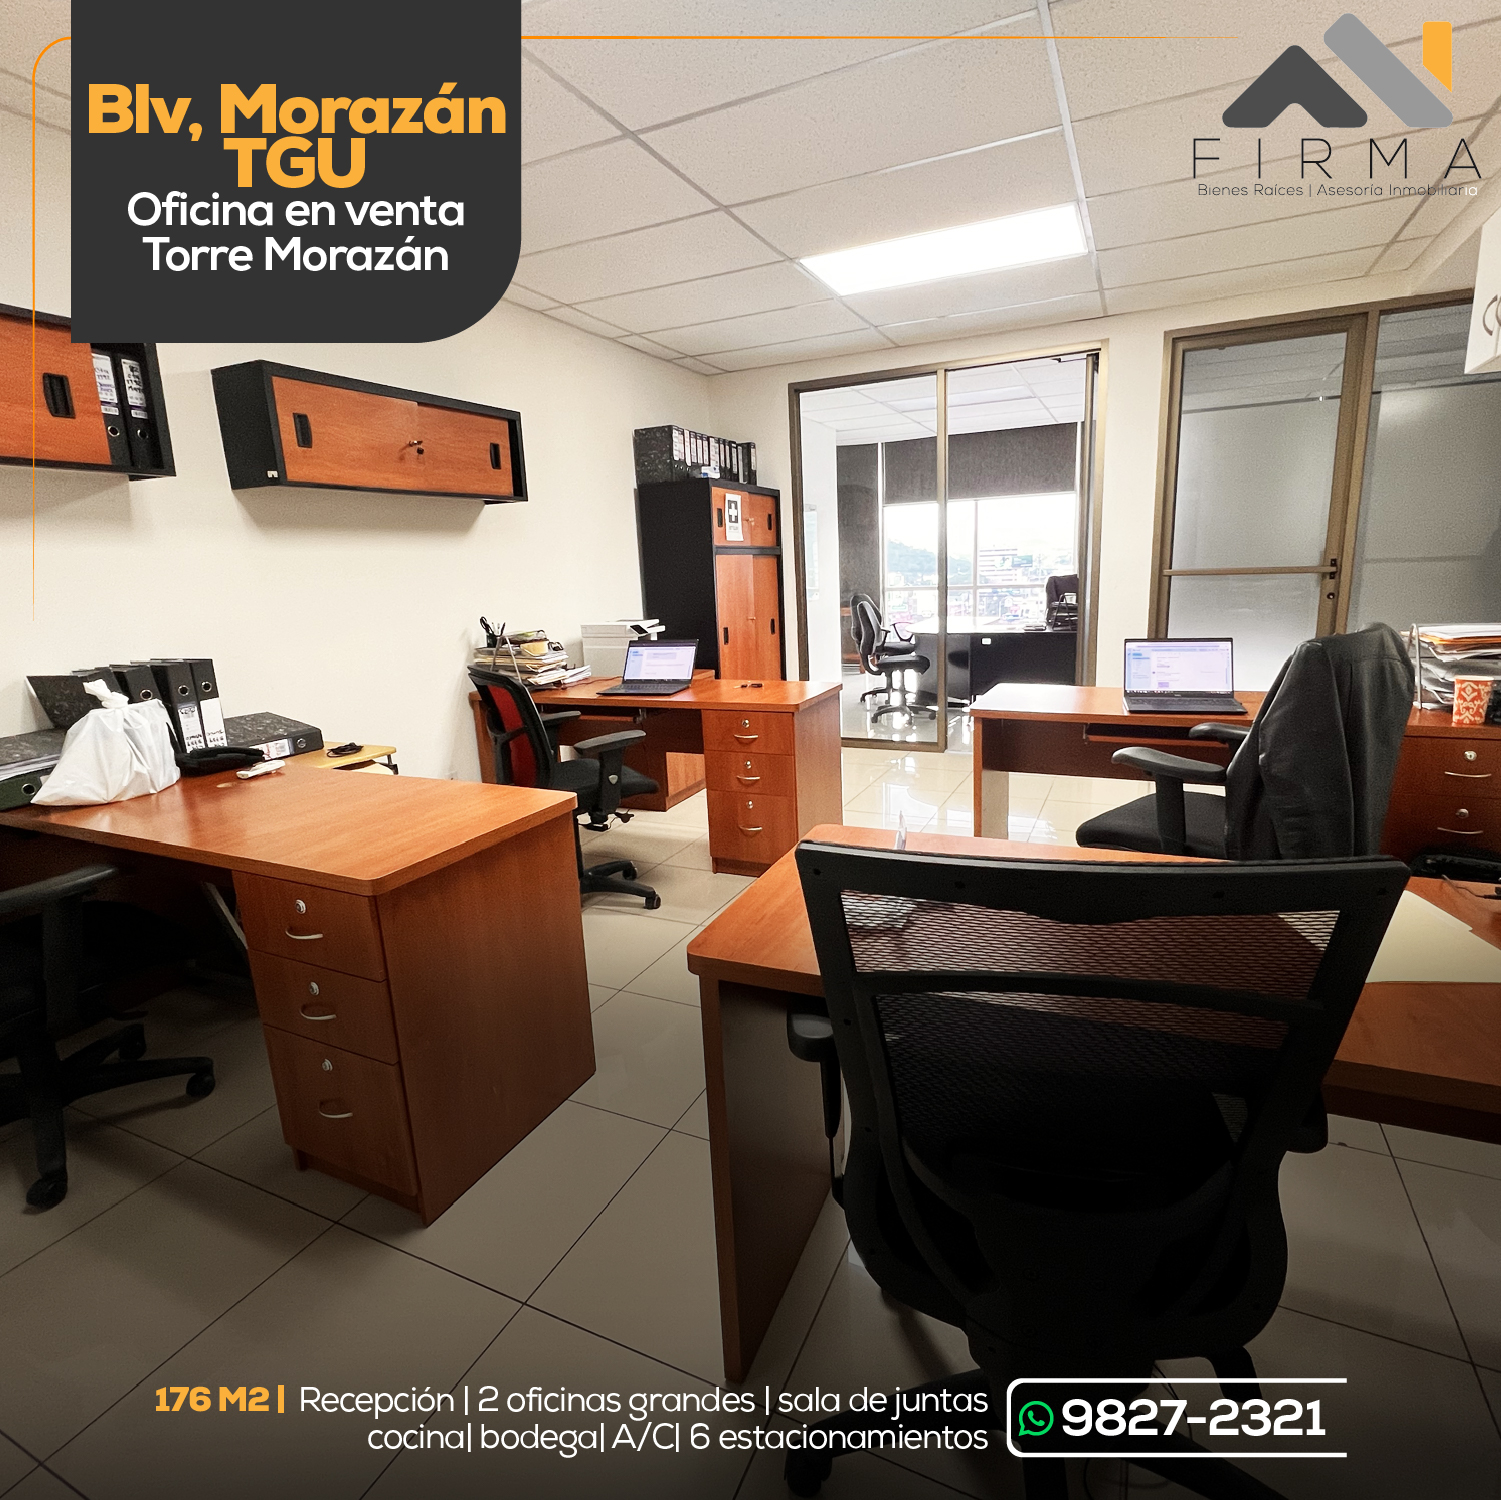 Blv, Morazán
TGU
Oficina en venta
Torre Morazán
FIRMA
Bienes Raíces | Asesoría Inmobiliaria
176 M2 | Recepción | 2 oficinas grandes | sala de juntas
cocina| bodega| A/C| 6 estacionamientos
9827-2321